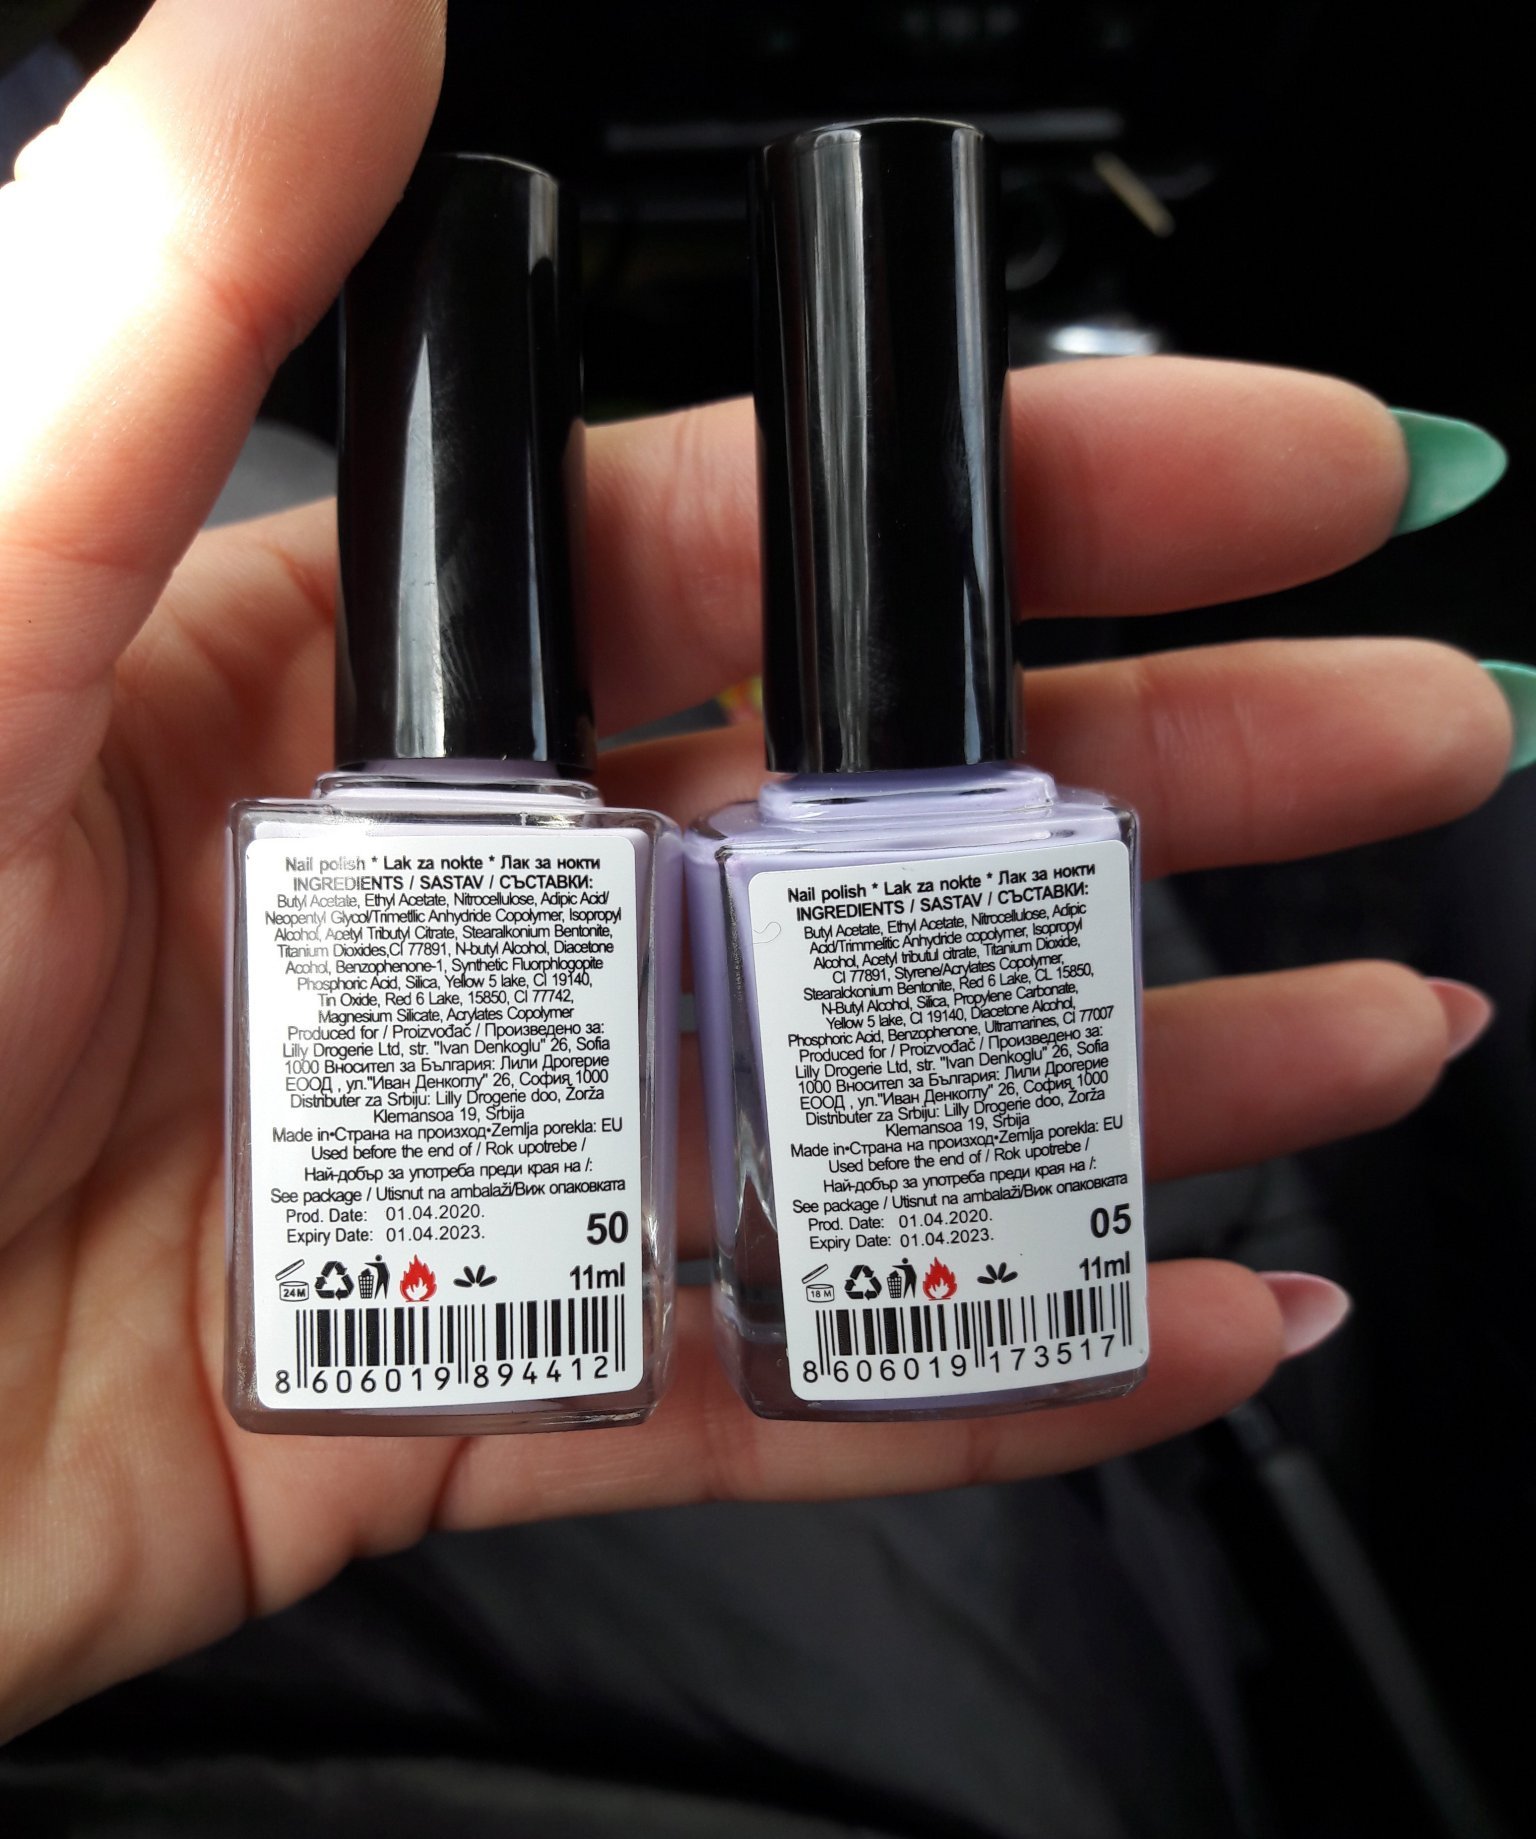 Nail polish * Lak za nokte * Лак за нокти
INGREDIENTS / SASTAV / СЪСТАВКИ:
Butyl Acetate, Ethyl Acetate, Nitrocellulose, Adipic Acid/
Neopentyl Glycol/Trimetllic Anhydride Copolymer, Isopropyl
Alcohol, Acetyl Tributyl Citrate, Stearalkonium Bentonite,
Titanium Dioxides,CI 77891, N-butyl Alcohol, Diacetone
Acohol, Benzophenone-1, Synthetic Fluorphlogopite
Phosphoric Acid, Silica, Yellow 5 lake, CI 19140,
Tin Oxide, Red 6 Lake, 15850, CI 77742,
Magnesium Silicate, Acrylates Copolymer
Produced for / Proizvođač / Произведено за:
Lilly Drogerie Ltd, str. "Ivan Denkoglu" 26, Sofia
1000 Вносител за България: Лили Дрогерие
ЕООД , ул."Иван Денкоглу" 26, София 1000
Distributer za Srbiju: Lilly Drogerie doo, Žorža
Klemansoa 19, Srbija
Made in•Страна на произход•Zemlja porekla: EU
Used before the end of / Rok upotrebe /
Най-добър за употреба преди края на /:
See package / Utisnut na ambalaži/Виж опаковката
Prod. Date: 01.04.2020.
Expiry Date: 01.04.2023.
50
24 M
11ml
8 606019 894412
Nail polish * Lak za nokte * Лак за нокти
INGREDIENTS / SASTAV / СЪСТАВКИ:
Butyl Acetate, Ethyl Acetate, Nitrocellulose, Adipic
Acid/Trimmelitic Anhydride copolymer, Isopropyl
Alcohol, Acetyl tributul citrate, Titanium Dioxide,
CI 77891, Styrene/Acrylates Copolymer,
Stearalckonium Bentonite, Red 6 Lake, CL 15850,
N-Butyl Alcohol, Silica, Propylene Carbonate,
Yellow 5 lake, CI 19140, Diacetone Alcohol,
Phosphoric Acid, Benzophenone, Ultramarines, CI 77007
Produced for / Proizvođač / Произведено за:
Lilly Drogerie Ltd, str. "Ivan Denkoglu" 26, Sofia
1000 Вносител за България: Лили Дрогерие
ЕООД , ул."Иван Денкоглу" 26, София 1000
Distributer za Srbiju: Lilly Drogerie doo, Žorža
Klemansoa 19, Srbija
Made in•Страна на произход•Zemlja porekla: EU
Used before the end of / Rok upotrebe /
Най-добър за употреба преди края на /:
See package / Utisnut na ambalaži/Виж опаковката
Prod. Date: 01.04.2020.
Expiry Date: 01.04.2023.
05
18 M
11ml
8 606019 173517